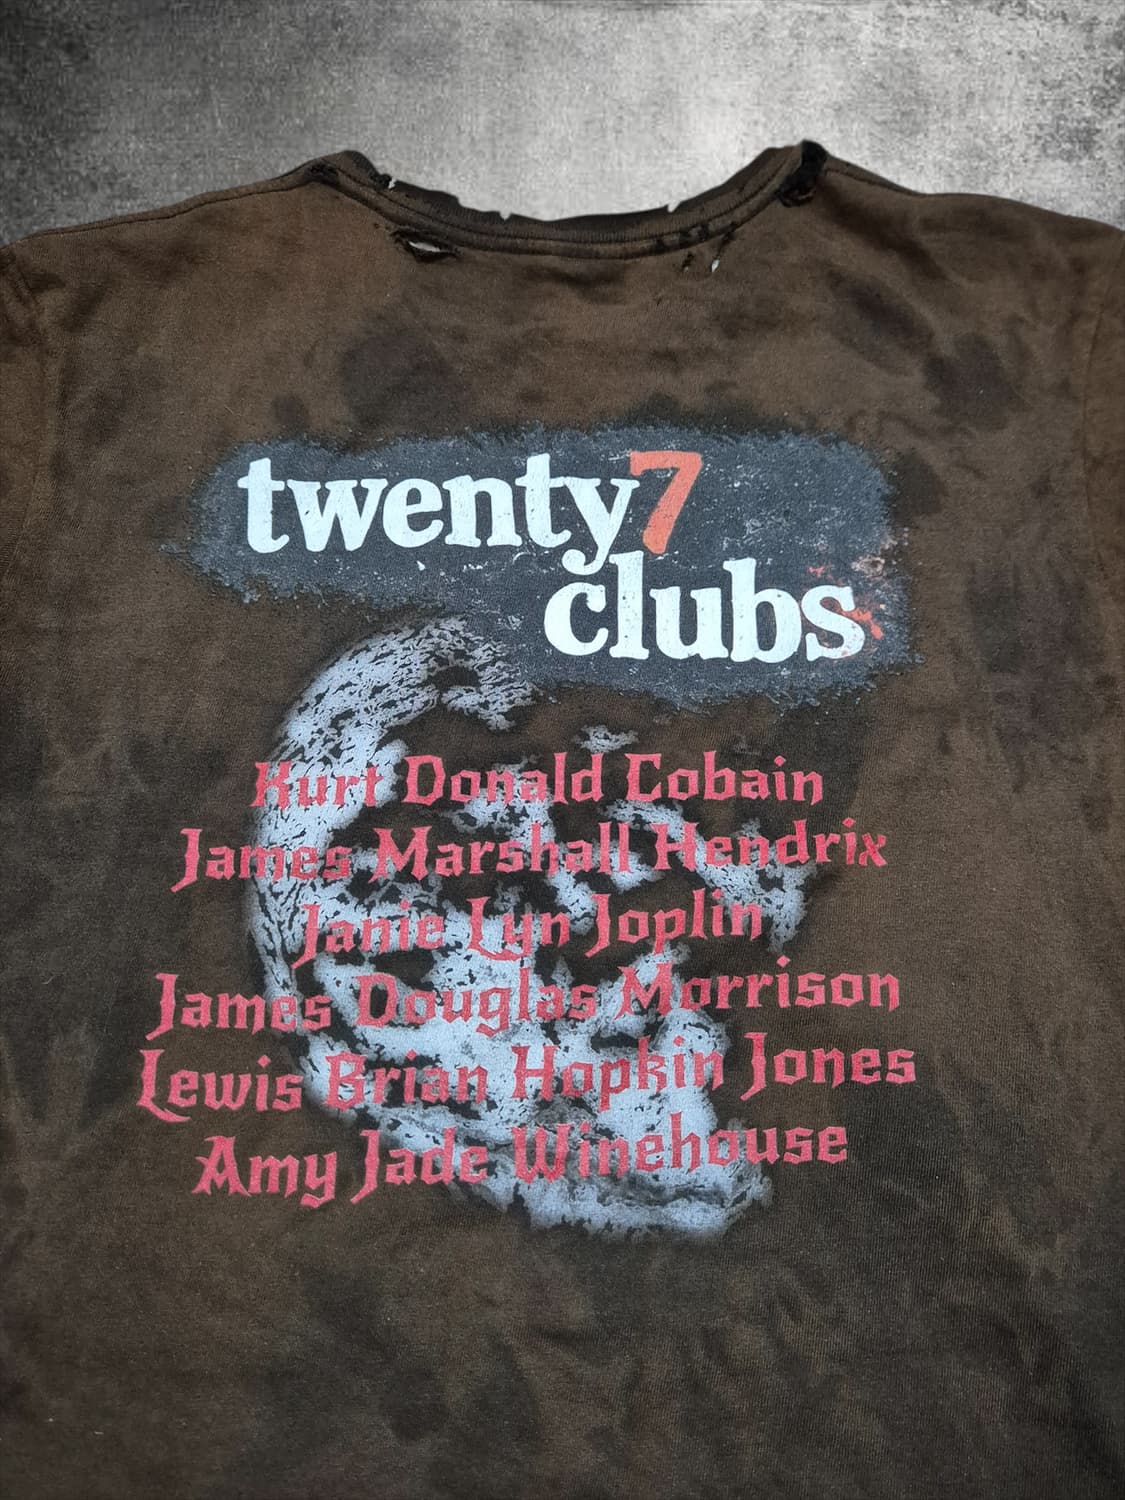 twenty7
clubs
Kurt Donald Cobain
James Marshall Hendrix
Janie Lyn Joplin
James Douglas Morrison
Lewis Brian Hopkin Jones
Amy Jade Winehouse